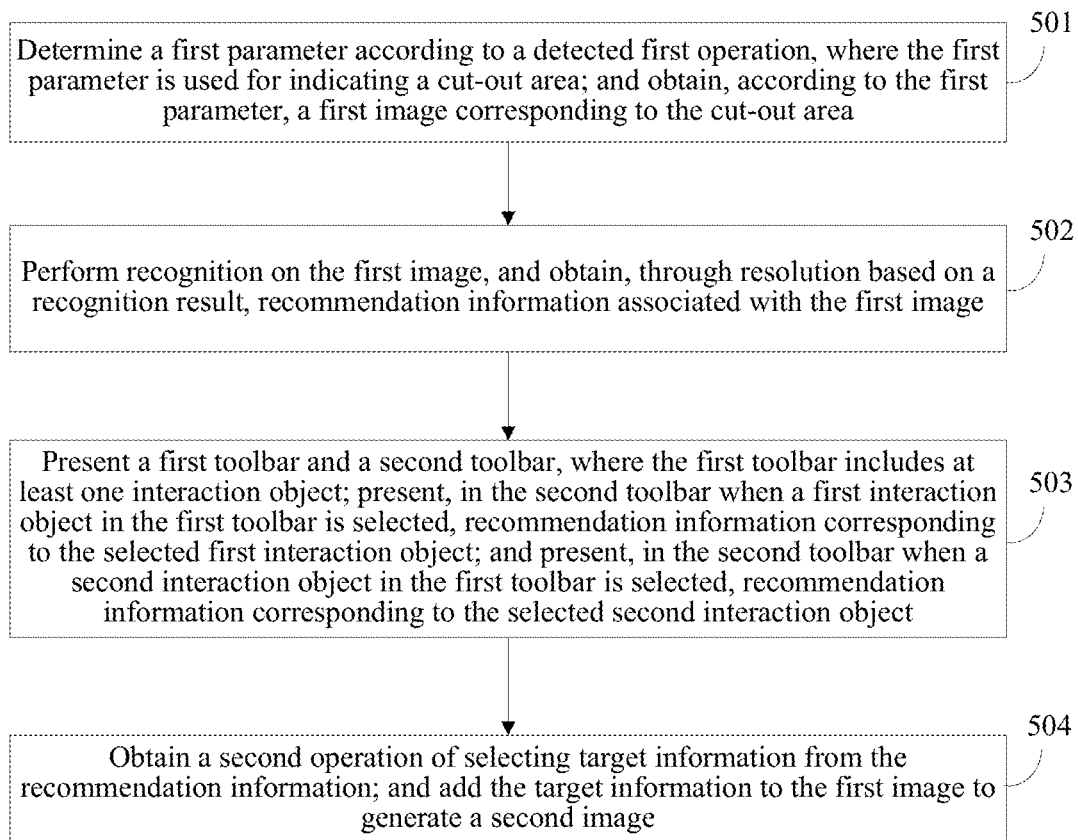 501
Determine a first parameter according to a detected first operation, where the first
parameter is used for indicating a cut-out area; and obtain, according to the first
parameter, a first image corresponding to the cut-out area
502
Perform recognition on the first image, and obtain, through resolution based on a
recognition result, recommendation information associated with the first image
503
Present a first toolbar and a second toolbar, where the first toolbar includes at
least one interaction object; present, in the second toolbar when a first interaction
object in the first toolbar is selected, recommendation information corresponding
to the selected first interaction object; and present, in the second toolbar when a
second interaction object in the first toolbar is selected, recommendation
information corresponding to the selected second interaction object
504
Obtain a second operation of selecting target information from the
recommendation information; and add the target information to the first image to
generate a second image